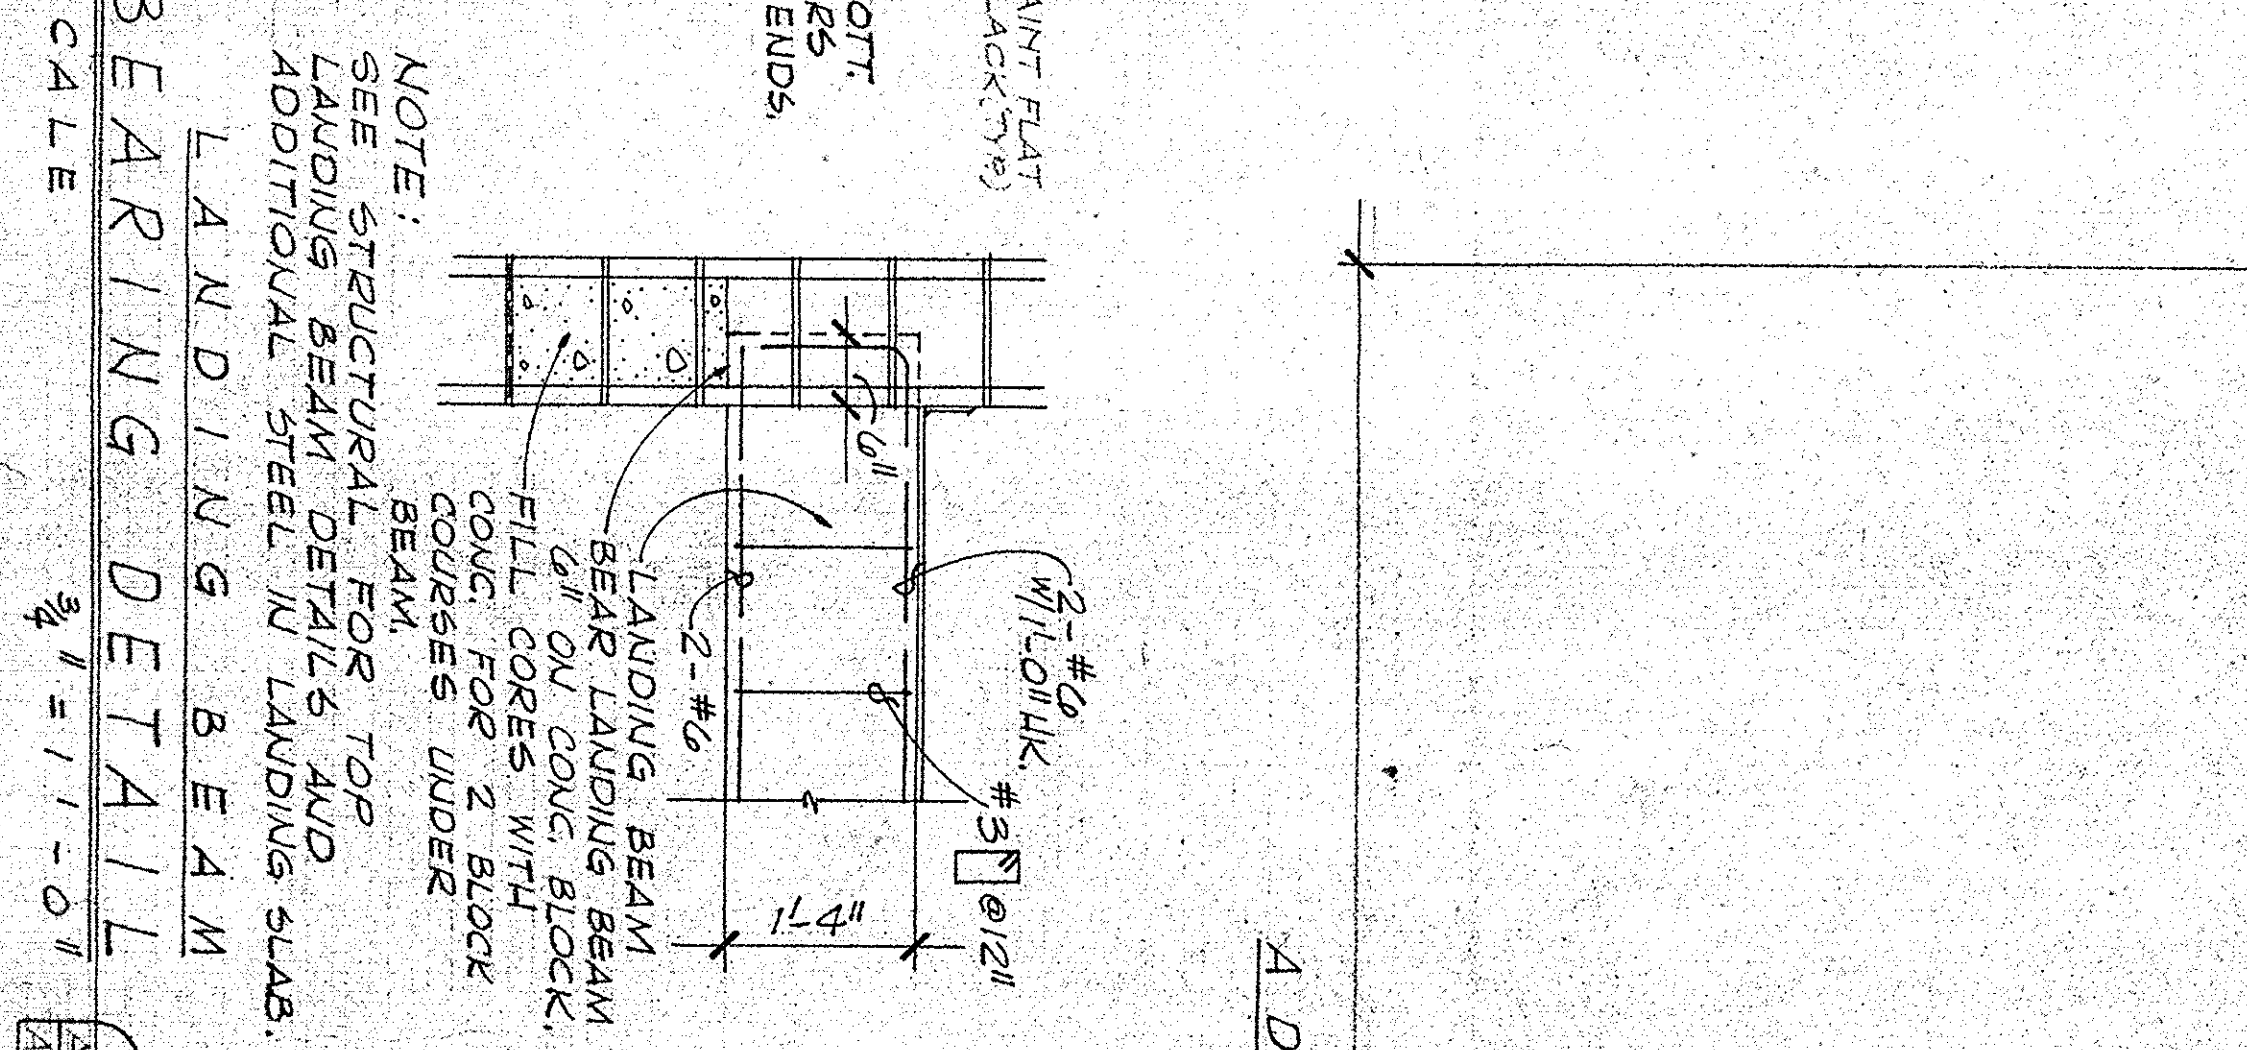 AINT FLAT
LACK, (TYP.)
OTT.
RS
ENDS.
2-#6
W/1'-0" HK.
#3 @12"
6"
1'-4"
2-#6
LANDING BEAM
BEAR LANDING BEAM
6" ON CONC. BLOCK.
FILL CORES WITH
CONC. FOR 2 BLOCK
COURSES UNDER
BEAM.
NOTE:
SEE STRUCTURAL FOR TOP
LANDING BEAM DETAILS AND
ADDITIONAL STEEL IN LANDING SLAB.
LANDING BEAM
BEARING DETAIL
CALE 3/4" = 1'-0"
AD